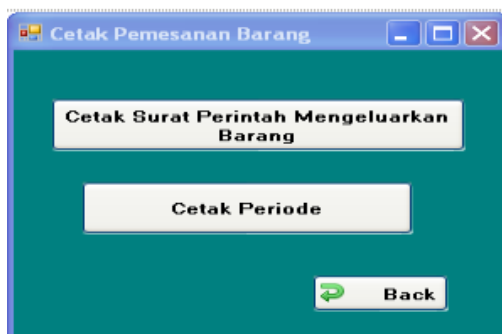 Cetak Pemesanan Barang
Cetak Surat Perintah Mengeluarkan
Barang
Cetak Periode
Back